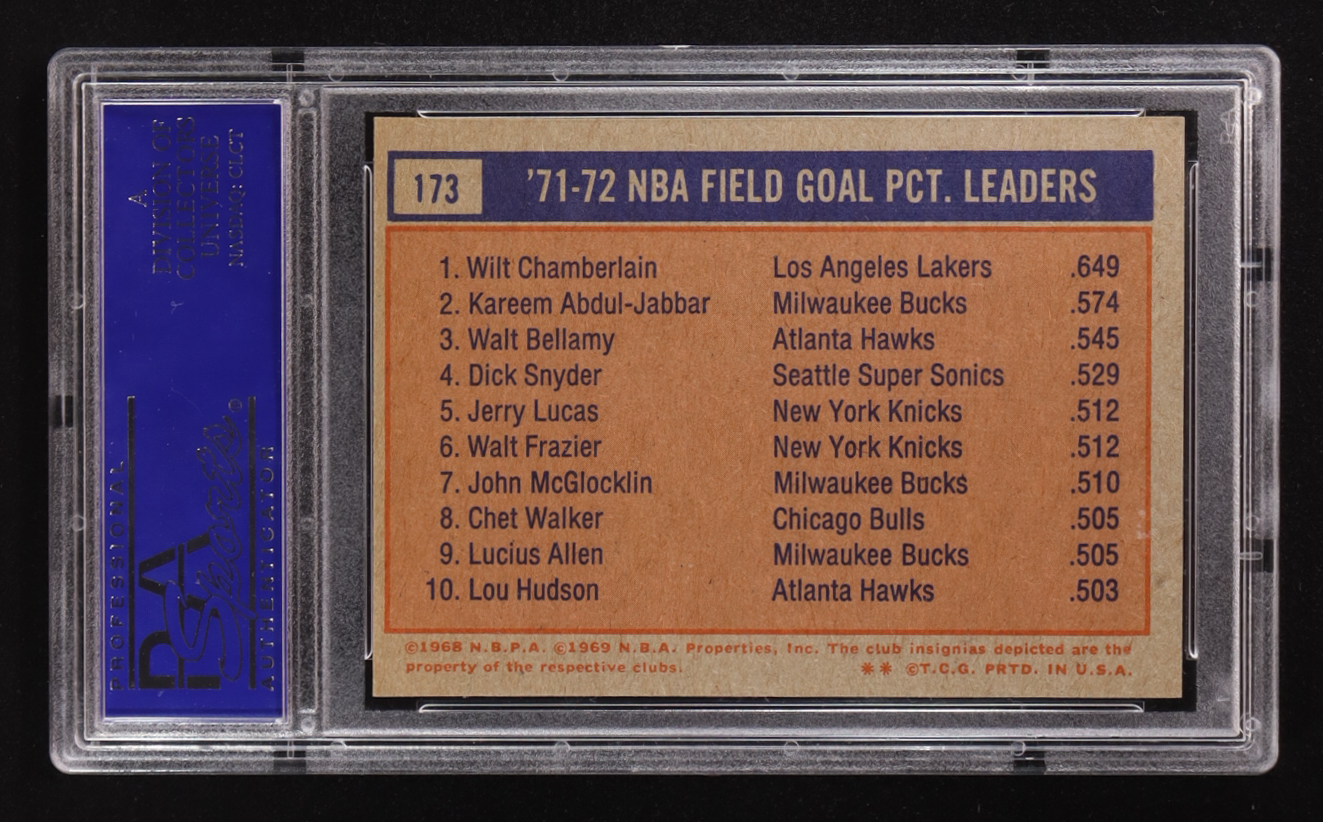 173 '71-72 NBA FIELD GOAL PCT. LEADERS
1. Wilt Chamberlain Los Angeles Lakers .649
2. Kareem Abdul-Jabbar Milwaukee Bucks .574
3. Walt Bellamy Atlanta Hawks .545
4. Dick Snyder Seattle Super Sonics .529
5. Jerry Lucas New York Knicks .512
6. Walt Frazier New York Knicks .512
7. John McGlocklin Milwaukee Bucks .510
8. Chet Walker Chicago Bulls .505
9. Lucius Allen Milwaukee Bucks .505
10. Lou Hudson Atlanta Hawks .503
©1968 N.B.P.A. ©1969 N.B.A. Properties, Inc. The club insignias depicted are the
property of the respective clubs. ** ©T.C.G. PRTD. IN U.S.A.
A
DIVISION OF
COLLECTORS
UNIVERSE
NASDAQ: CLCT
PROFESSIONAL
PSA
Sports
AUTHENTICATOR